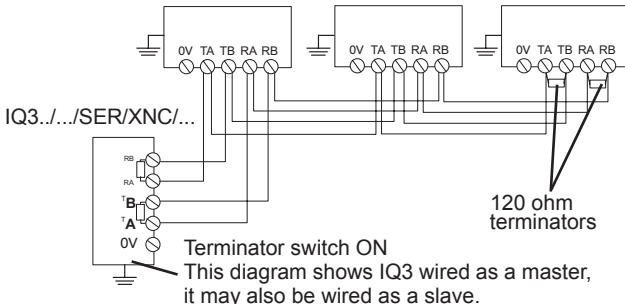 0V TA TB RA RB
0V TA TB RA RB
0V TA TB RA RB
IQ3../.../SER/XNC/...
RB
RA
TB
TA
0V
120 ohm
terminators
Terminator switch ON
This diagram shows IQ3 wired as a master,
it may also be wired as a slave.